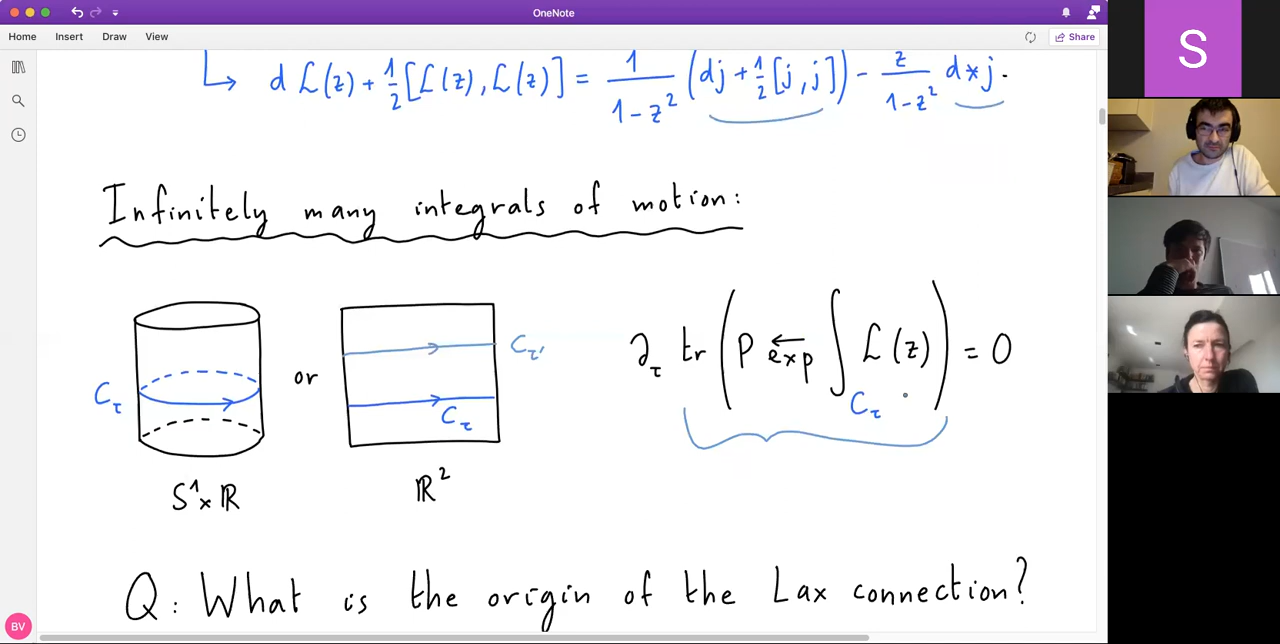 OneNote
Home Insert Draw View Share
↳ d ℒ(z) + 1/2 [ℒ(z), ℒ(z)] = 1/(1-z²) (dj + 1/2 [j, j]) - z/(1-z²) d*j.
Infinitely many integrals of motion:
C_τ or C_τ' C_τ ∂_τ tr(P ←exp ∫_{C_τ} ℒ(z)) = 0
S¹ × ℝ ℝ²
Q: What is the origin of the Lax connection?
BV
S